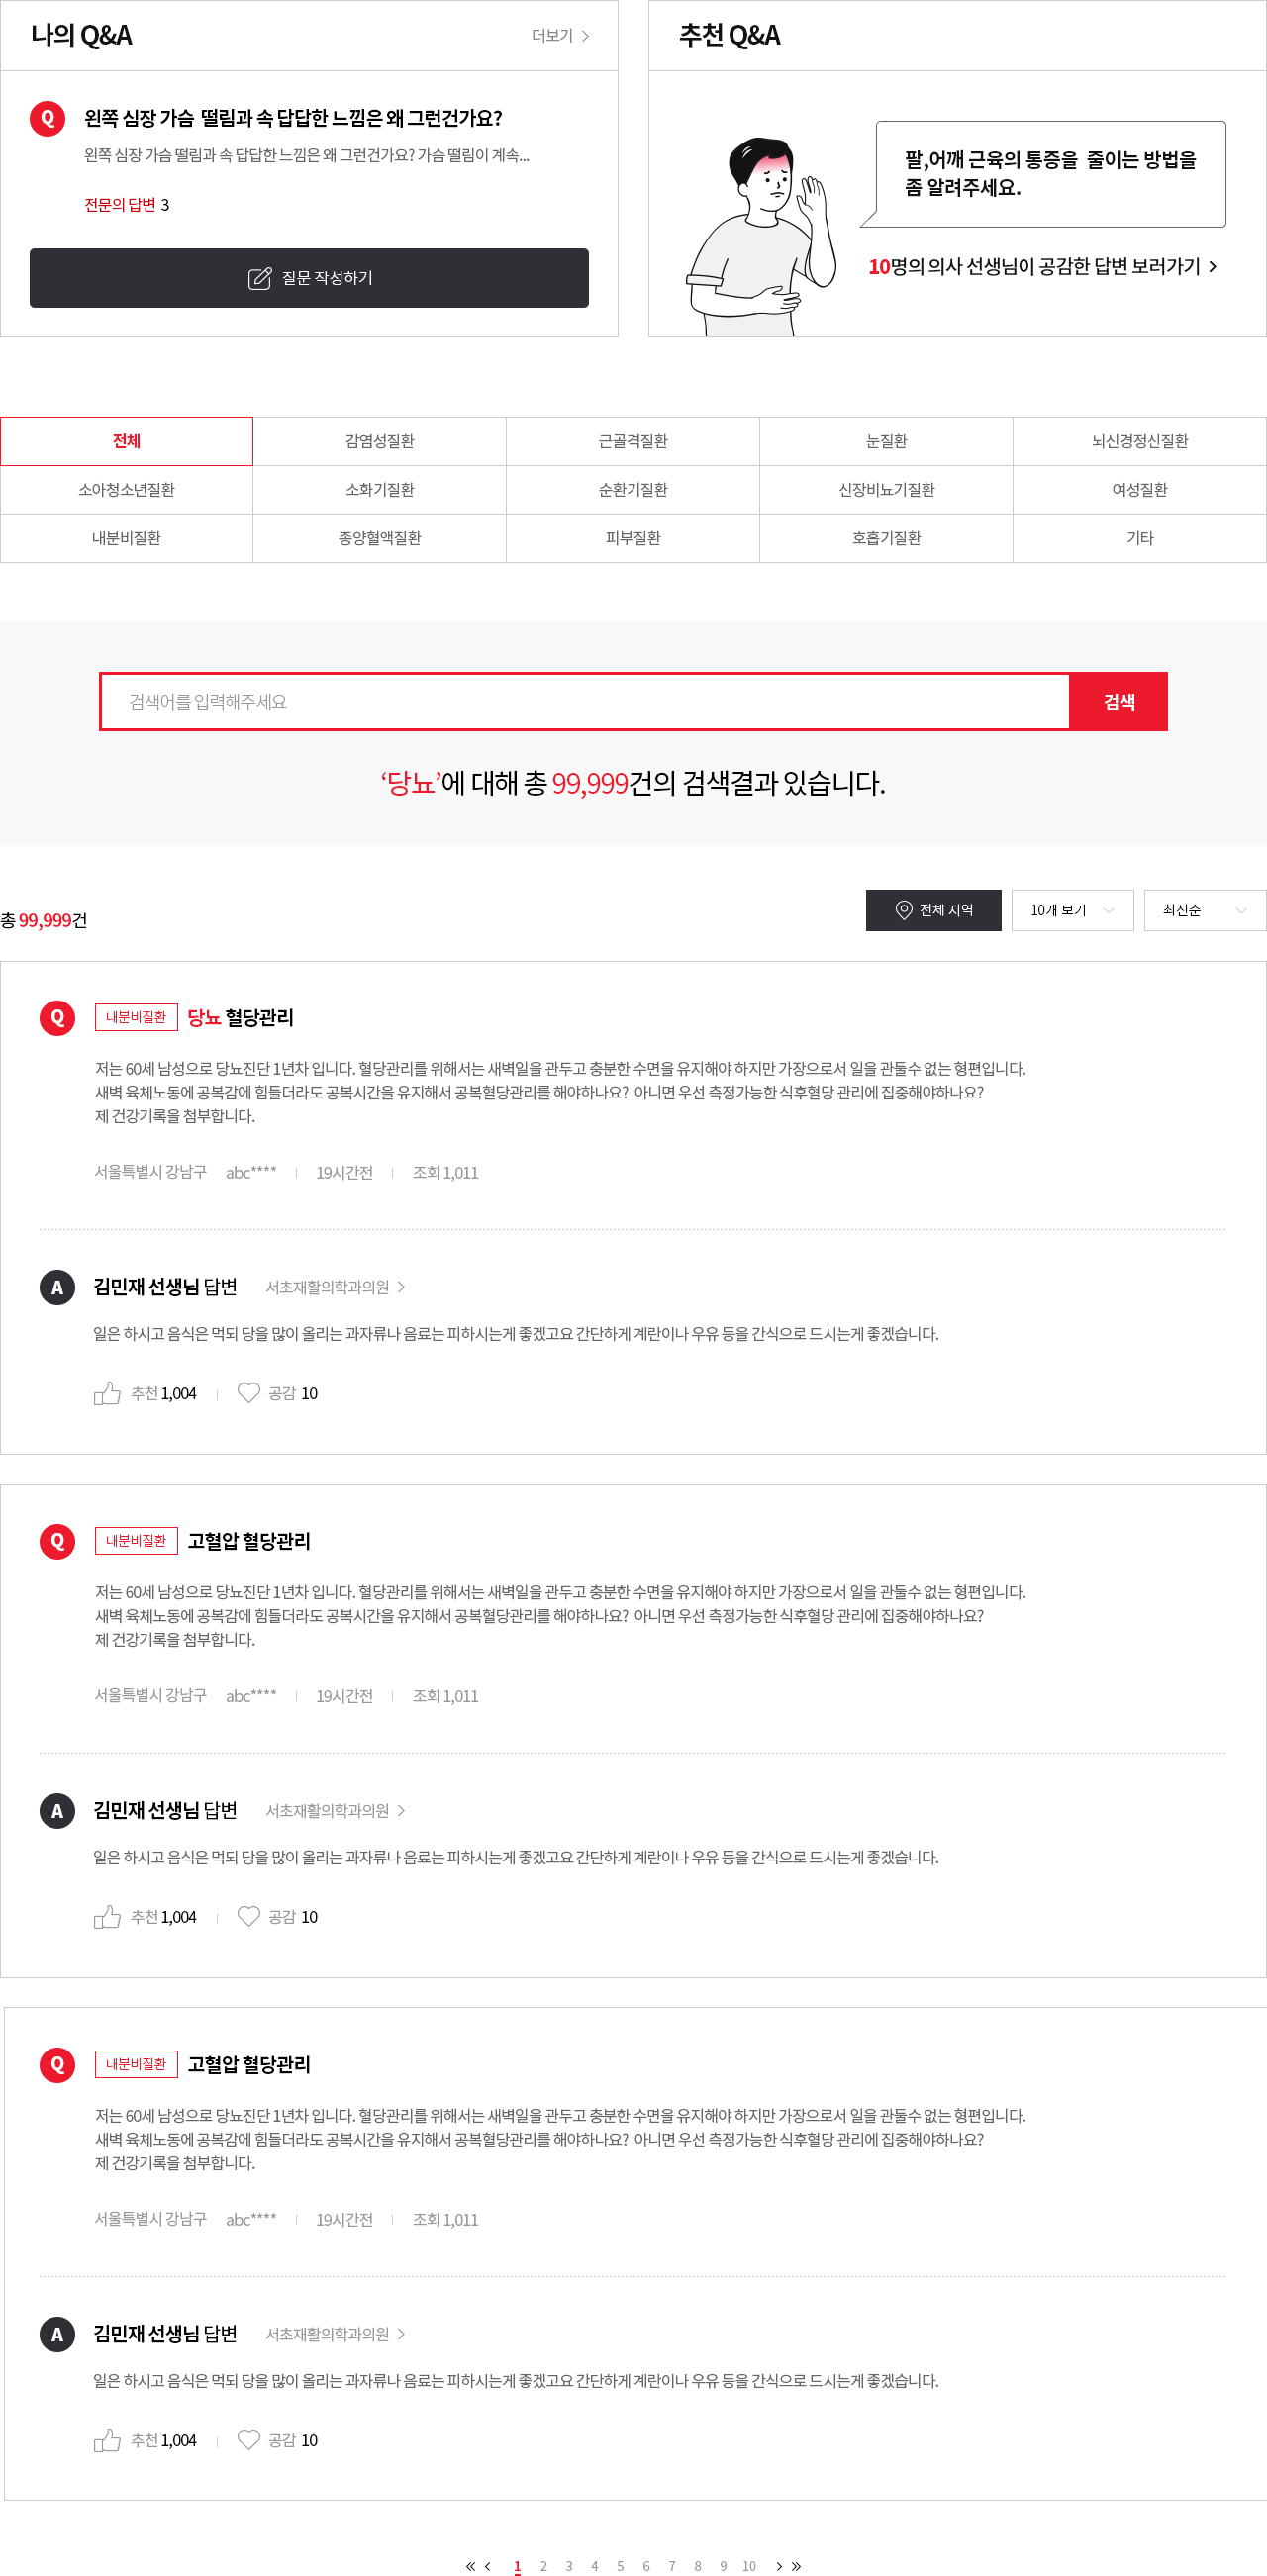 나의 Q&A
더보기
Q
왼쪽 심장 가슴 떨림과 속 답답한 느낌은 왜 그런건가요?
왼쪽 심장 가슴 떨림과 속 답답한 느낌은 왜 그런건가요? 가슴 떨림이 계속...
전문의 답변 3
질문 작성하기
추천 Q&A
팔,어깨 근육의 통증을 줄이는 방법을
좀 알려주세요.
10명의 의사 선생님이 공감한 답변 보러가기
전체 감염성질환 근골격질환 눈질환 뇌신경정신질환
소아청소년질환 소화기질환 순환기질환 신장비뇨기질환 여성질환
내분비질환 종양혈액질환 피부질환 호흡기질환 기타
검색어를 입력해주세요 검색
‘당뇨’에 대해 총 99,999건의 검색결과 있습니다.
총 99,999건 전체 지역 10개 보기 최신순
Q 내분비질환 당뇨 혈당관리
저는 60세 남성으로 당뇨진단 1년차 입니다. 혈당관리를 위해서는 새벽일을 관두고 충분한 수면을 유지해야 하지만 가장으로서 일을 관둘수 없는 형편입니다.
새벽 육체노동에 공복감에 힘들더라도 공복시간을 유지해서 공복혈당관리를 해야하나요? 아니면 우선 측정가능한 식후혈당 관리에 집중해야하나요?
제 건강기록을 첨부합니다.
서울특별시 강남구 abc**** 19시간전 조회 1,011
A 김민재 선생님 답변 서초재활의학과의원
일은 하시고 음식은 먹되 당을 많이 올리는 과자류나 음료는 피하시는게 좋겠고요 간단하게 계란이나 우유 등을 간식으로 드시는게 좋겠습니다.
추천 1,004 공감 10
Q 내분비질환 고혈압 혈당관리
저는 60세 남성으로 당뇨진단 1년차 입니다. 혈당관리를 위해서는 새벽일을 관두고 충분한 수면을 유지해야 하지만 가장으로서 일을 관둘수 없는 형편입니다.
새벽 육체노동에 공복감에 힘들더라도 공복시간을 유지해서 공복혈당관리를 해야하나요? 아니면 우선 측정가능한 식후혈당 관리에 집중해야하나요?
제 건강기록을 첨부합니다.
서울특별시 강남구 abc**** 19시간전 조회 1,011
A 김민재 선생님 답변 서초재활의학과의원
일은 하시고 음식은 먹되 당을 많이 올리는 과자류나 음료는 피하시는게 좋겠고요 간단하게 계란이나 우유 등을 간식으로 드시는게 좋겠습니다.
추천 1,004 공감 10
Q 내분비질환 고혈압 혈당관리
저는 60세 남성으로 당뇨진단 1년차 입니다. 혈당관리를 위해서는 새벽일을 관두고 충분한 수면을 유지해야 하지만 가장으로서 일을 관둘수 없는 형편입니다.
새벽 육체노동에 공복감에 힘들더라도 공복시간을 유지해서 공복혈당관리를 해야하나요? 아니면 우선 측정가능한 식후혈당 관리에 집중해야하나요?
제 건강기록을 첨부합니다.
서울특별시 강남구 abc**** 19시간전 조회 1,011
A 김민재 선생님 답변 서초재활의학과의원
일은 하시고 음식은 먹되 당을 많이 올리는 과자류나 음료는 피하시는게 좋겠고요 간단하게 계란이나 우유 등을 간식으로 드시는게 좋겠습니다.
추천 1,004 공감 10
1 2 3 4 5 6 7 8 9 10